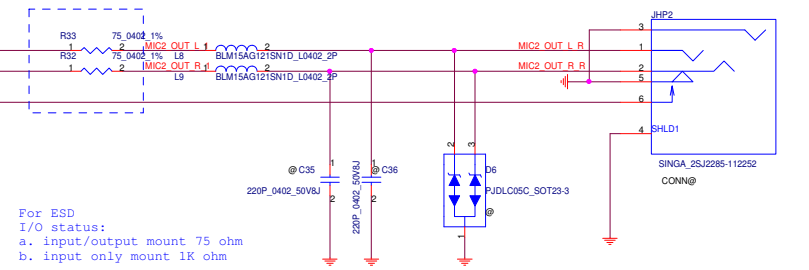 JHP2
R33
75_0402_1%
3
1 2 MIC2_OUT_L 1 2
MIC2_OUT_L_R
1
R32
75_0402_1%
L8
BLM15AG121SN1D_L0402_2P
1 2 MIC2_OUT_R 1 2
MIC2_OUT_R_R
2
L9
BLM15AG121SN1D_L0402_2P
5
6
4
SHLD1
SINGA_2SJ2285-112252
CONN@
@ C35
1
2
220P_0402_50V8J
@ C36
1
2
220P_0402_50V8J
2 3
D6
PJDLC05C_SOT23-3
@
1
For ESD
I/O status:
a. input/output mount 75 ohm
b. input only mount 1K ohm